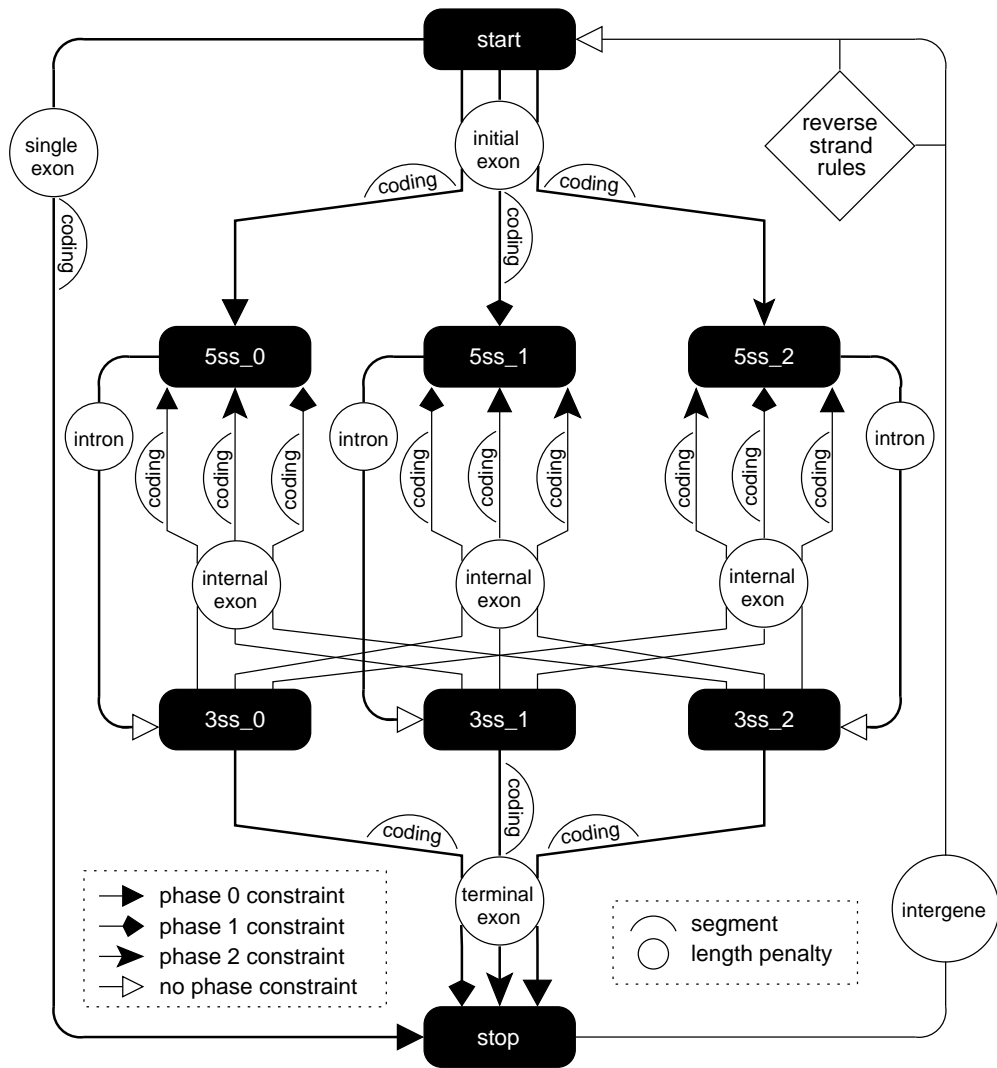 start
single
exon
initial
exon
reverse
strand
rules
coding
coding
coding
coding
5ss_0
5ss_1
5ss_2
intron
intron
intron
coding
coding
coding
coding
coding
coding
coding
coding
coding
internal
exon
internal
exon
internal
exon
3ss_0
3ss_1
3ss_2
coding
coding
coding
terminal
exon
intergene
phase 0 constraint
phase 1 constraint
phase 2 constraint
no phase constraint
segment
length penalty
stop